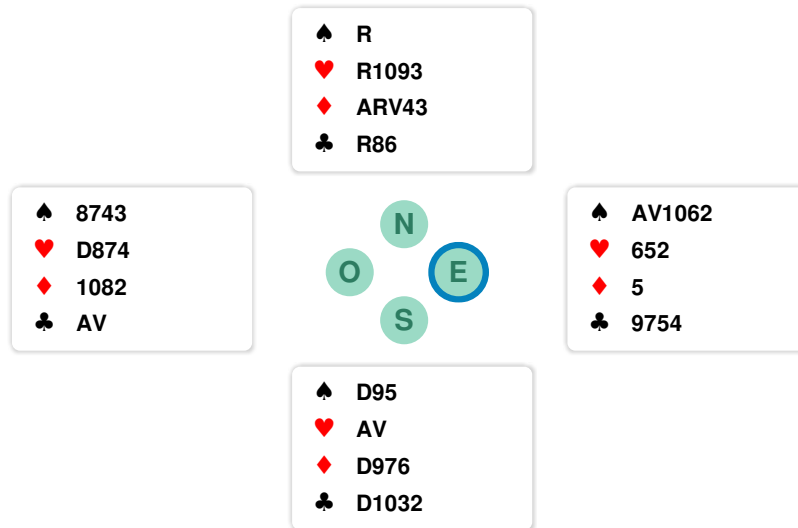 ♠ R
♥ R1093
♦ ARV43
♣ R86
♠ 8743
♥ D874
♦ 1082
♣ AV
N
O E
S
♠ AV1062
♥ 652
♦ 5
♣ 9754
♠ D95
♥ AV
♦ D976
♣ D1032